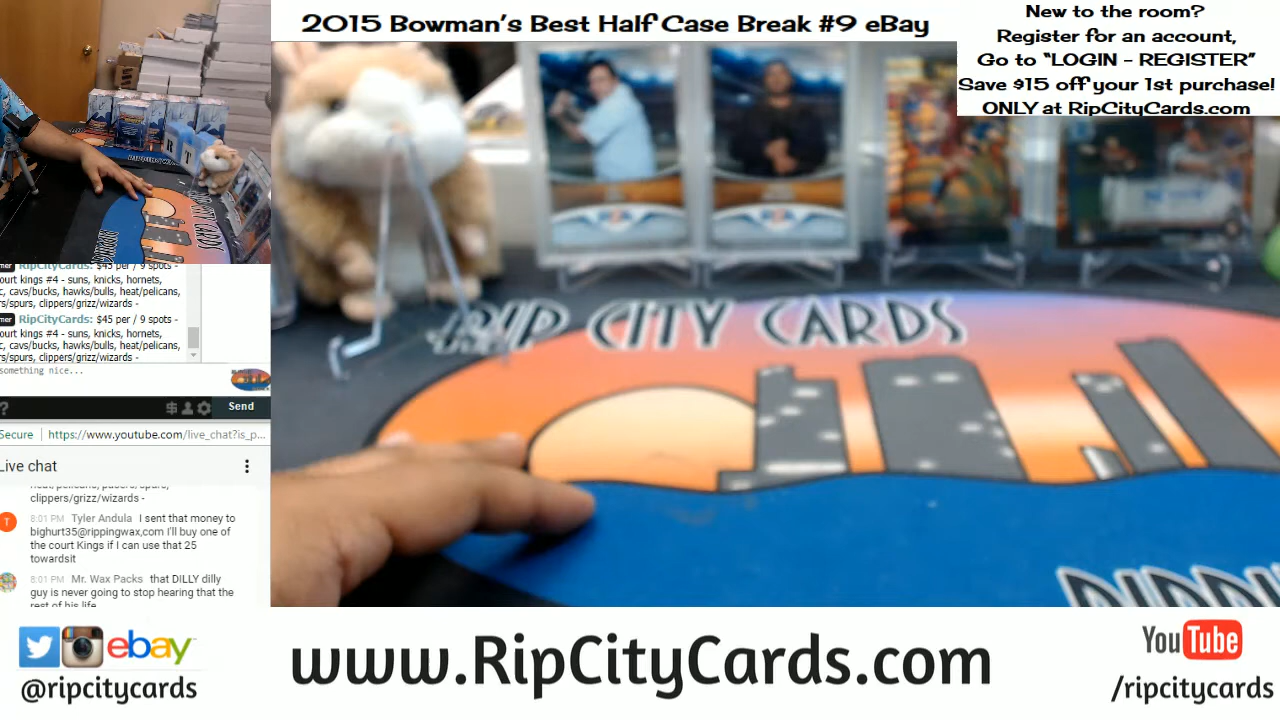 2015 Bowman's Best Half Case Break #9 eBay
New to the room?
Register for an account,
Go to "LOGIN - REGISTER"
Save $15 off your 1st purchase!
ONLY at RipCityCards.com
RIP CITY CARDS
RipCityCards: $45 per / 9 spots -
court kings #4 - suns, knicks, hornets,
, cavs/bucks, hawks/bulls, heat/pelicans,
rs/spurs, clippers/grizz/wizards -
RipCityCards: $45 per / 9 spots -
court kings #4 - suns, knicks, hornets,
, cavs/bucks, hawks/bulls, heat/pelicans,
rs/spurs, clippers/grizz/wizards -
something nice...
? $ Send
Secure https://www.youtube.com/live_chat?is_p...
Live chat
clippers/grizz/wizards -
T 8:01 PM Tyler Andula I sent that money to
bighurt35@rippingwax,com I'll buy one of
the court Kings if I can use that 25
towardsit
8:01 PM Mr. Wax Packs that DILLY dilly
guy is never going to stop hearing that the
rest of his life
ebay
@ripcitycards
www.RipCityCards.com
YouTube
/ripcitycards